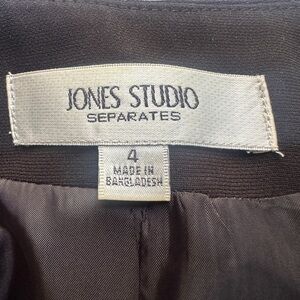 JONES STUDIO
SEPARATES
4
MADE IN
BANGLADESH